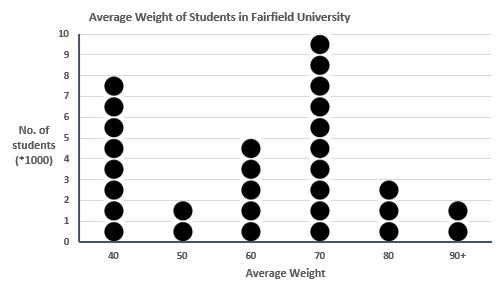 Average Weight of Students in Fairfield University
10
9
8
7
6
5
4
3
2
1
0
No. of
students
(*1000)
40 50 60 70 80 90+
Average Weight